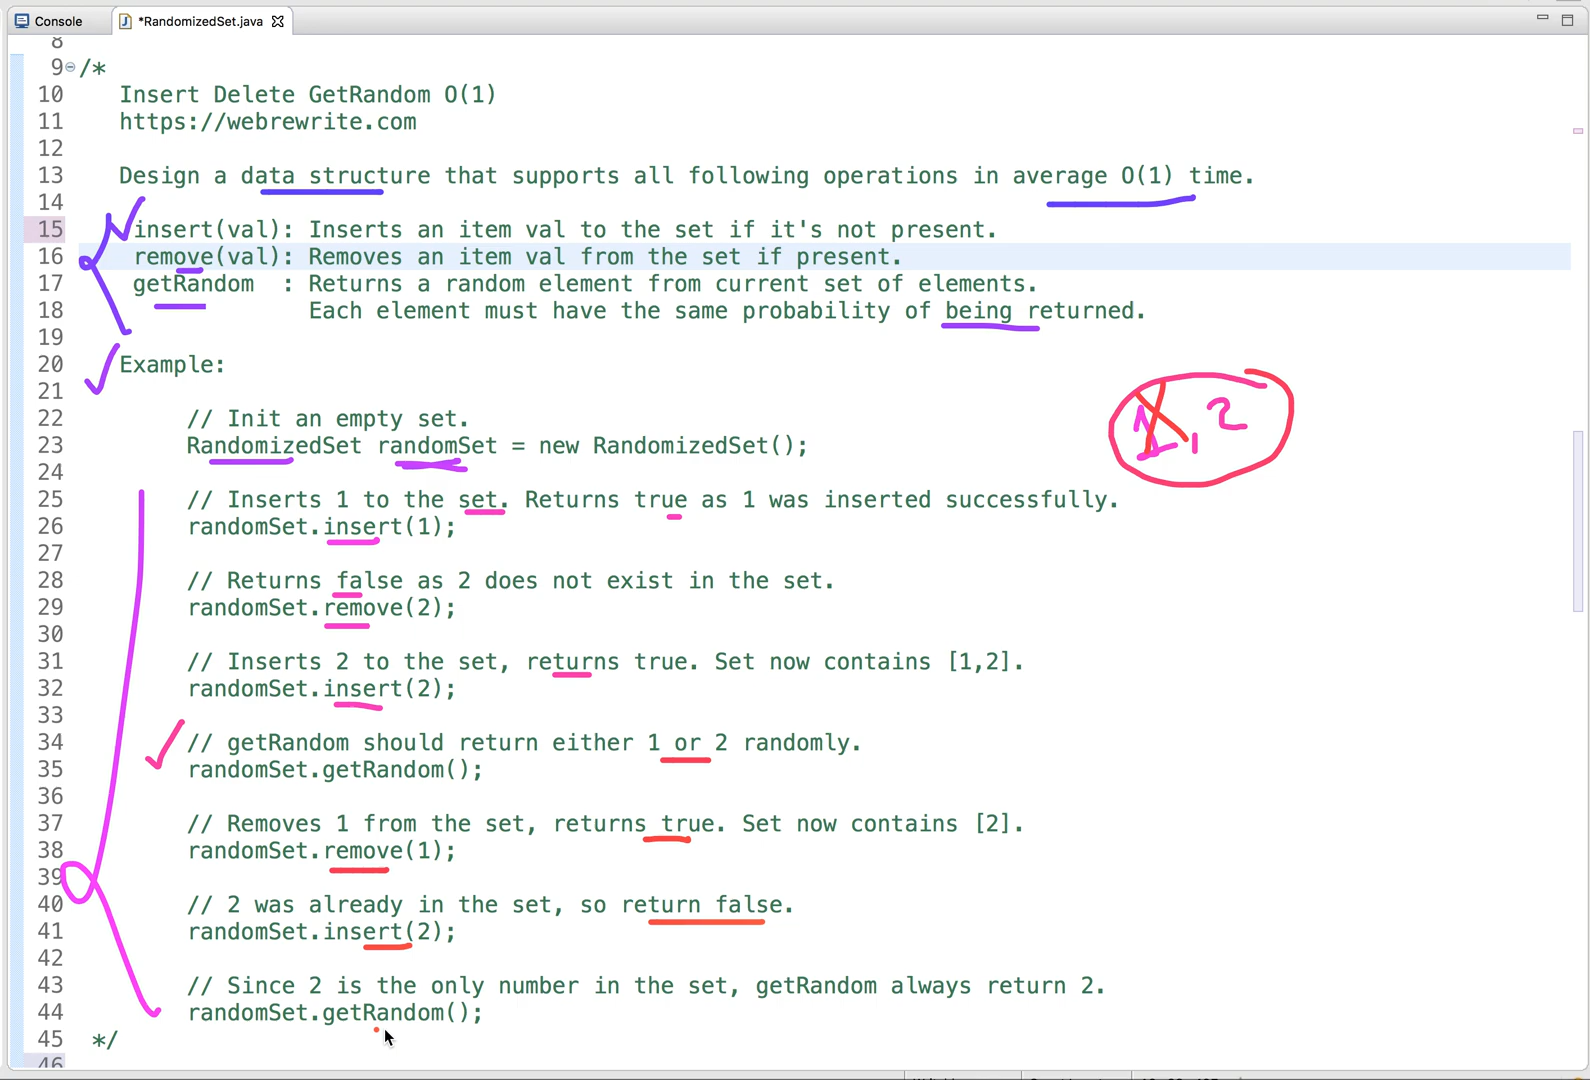 Console
*RandomizedSet.java
8
9 /*
10 Insert Delete GetRandom O(1)
11 https://webrewrite.com
12
13 Design a data structure that supports all following operations in average O(1) time.
14
15 insert(val): Inserts an item val to the set if it's not present.
16 remove(val): Removes an item val from the set if present.
17 getRandom : Returns a random element from current set of elements.
18 Each element must have the same probability of being returned.
19
20 Example:
21
22 // Init an empty set.
23 RandomizedSet randomSet = new RandomizedSet();
24
25 // Inserts 1 to the set. Returns true as 1 was inserted successfully.
26 randomSet.insert(1);
27
28 // Returns false as 2 does not exist in the set.
29 randomSet.remove(2);
30
31 // Inserts 2 to the set, returns true. Set now contains [1,2].
32 randomSet.insert(2);
33
34 // getRandom should return either 1 or 2 randomly.
35 randomSet.getRandom();
36
37 // Removes 1 from the set, returns true. Set now contains [2].
38 randomSet.remove(1);
39
40 // 2 was already in the set, so return false.
41 randomSet.insert(2);
42
43 // Since 2 is the only number in the set, getRandom always return 2.
44 randomSet.getRandom();
45 */
46
1, 2